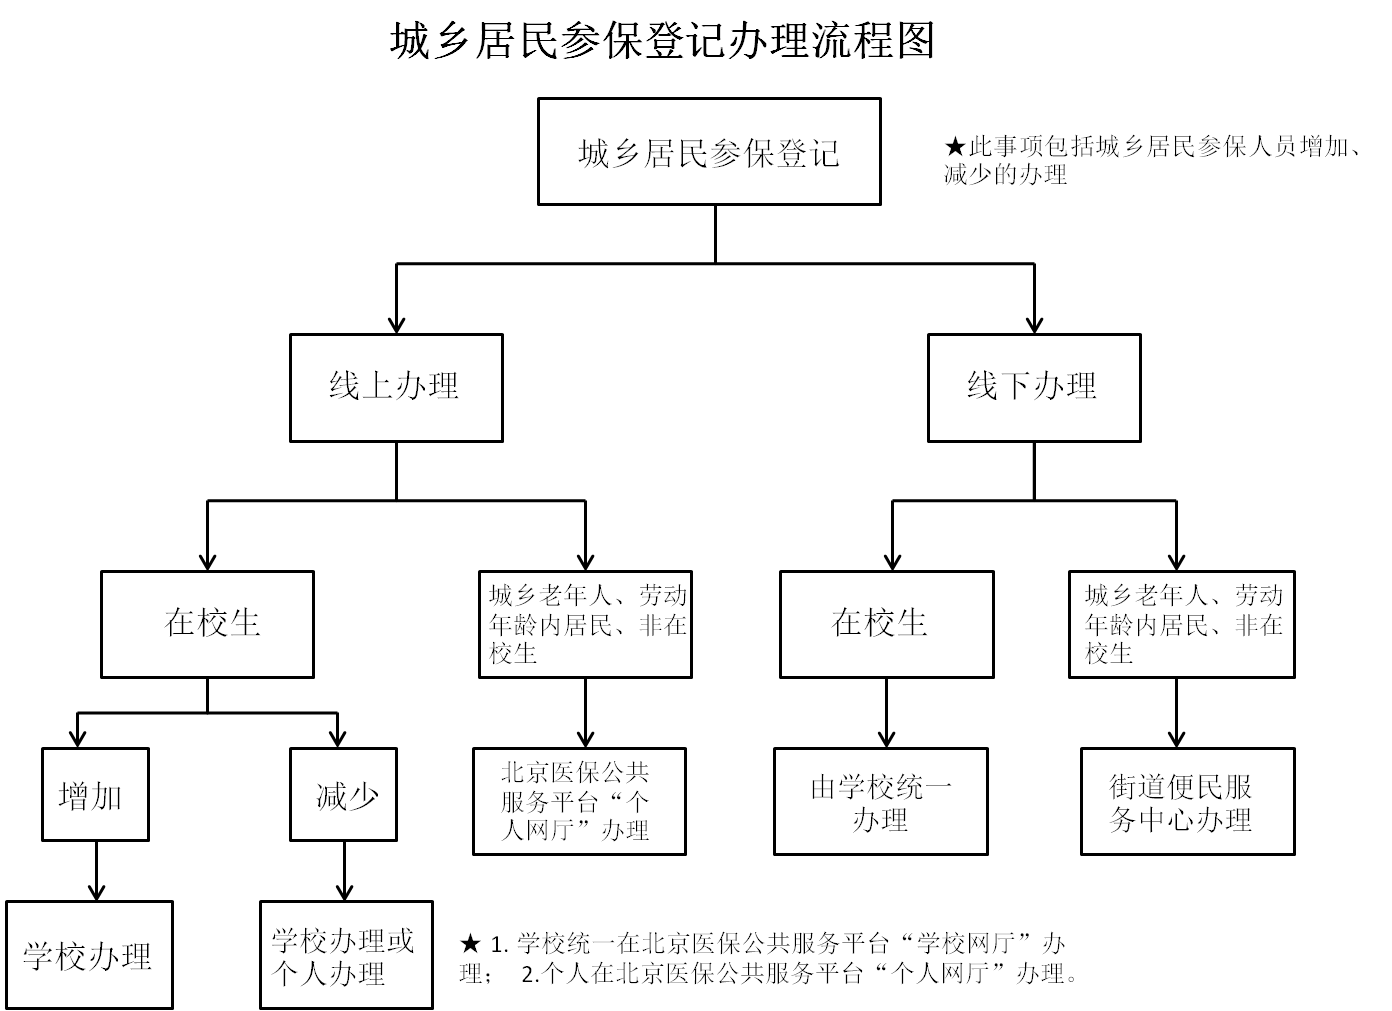 城乡居民参保登记办理流程图
城乡居民参保登记
★此事项包括城乡居民参保人员增加、
减少的办理
线上办理
线下办理
在校生
城乡老年人、劳动
年龄内居民、非在
校生
在校生
城乡老年人、劳动
年龄内居民、非在
校生
增加
减少
北京医保公共
服务平台“个
人网厅”办理
由学校统一
办理
街道便民服
务中心办理
学校办理
学校办理或
个人办理
★ 1. 学校统一在北京医保公共服务平台“学校网厅”办
理； 2.个人在北京医保公共服务平台“个人网厅”办理。